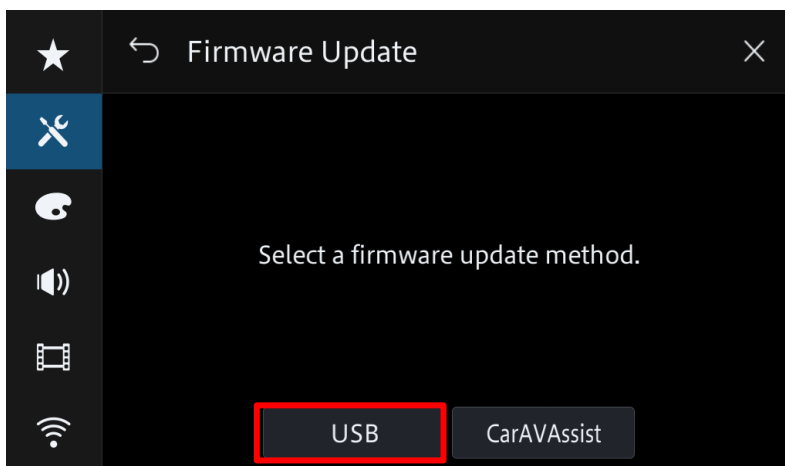 Firmware Update
Select a firmware update method.
USB
CarAVAssist